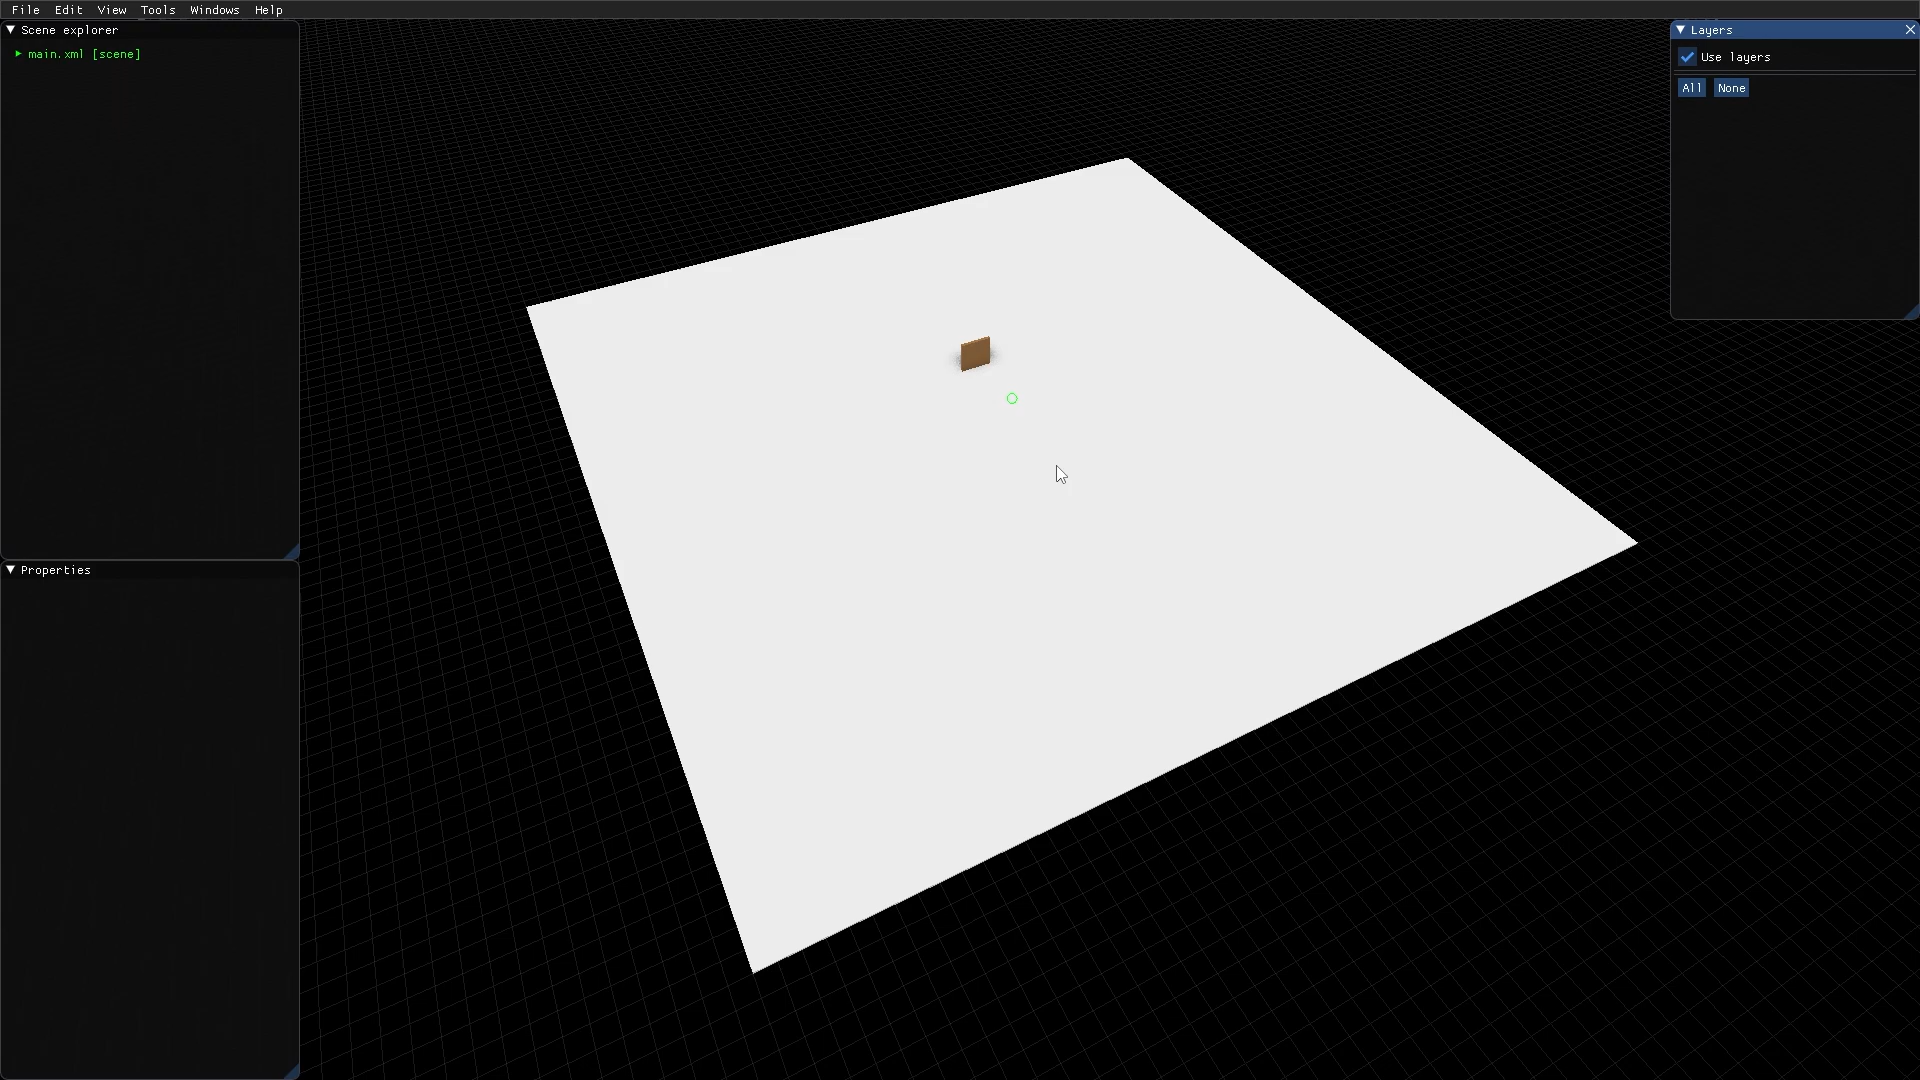 File Edit View Tools Windows Help
Scene explorer
main.xml [scene]
Properties
Layers
Use layers
All None